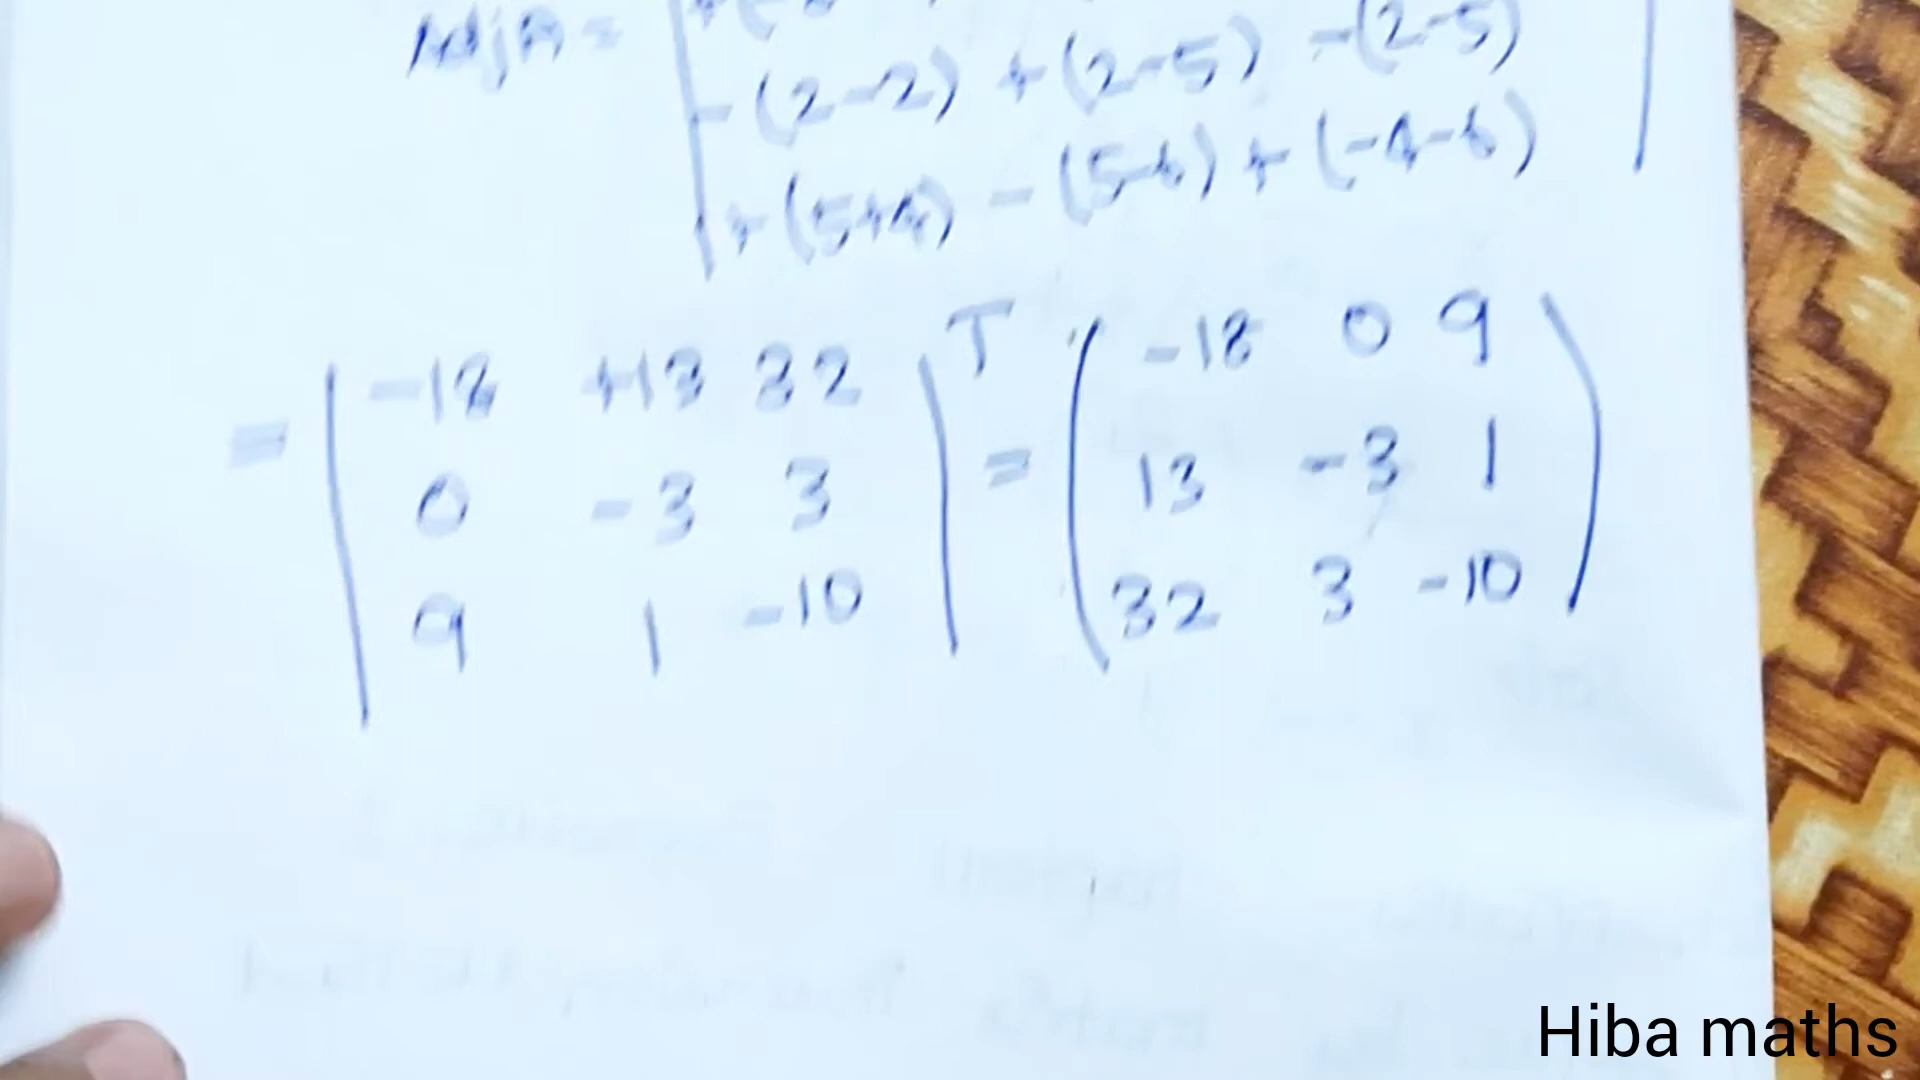 Adj A =
- (2-2) + (2-5) - (2-5)
+ (5+4) - (5-6) + (-4-6)
= | -18 +13 32 | T = ( -18 0 9 )
0 -3 3 13 -3 1
9 1 -10 32 3 -10
Hiba maths